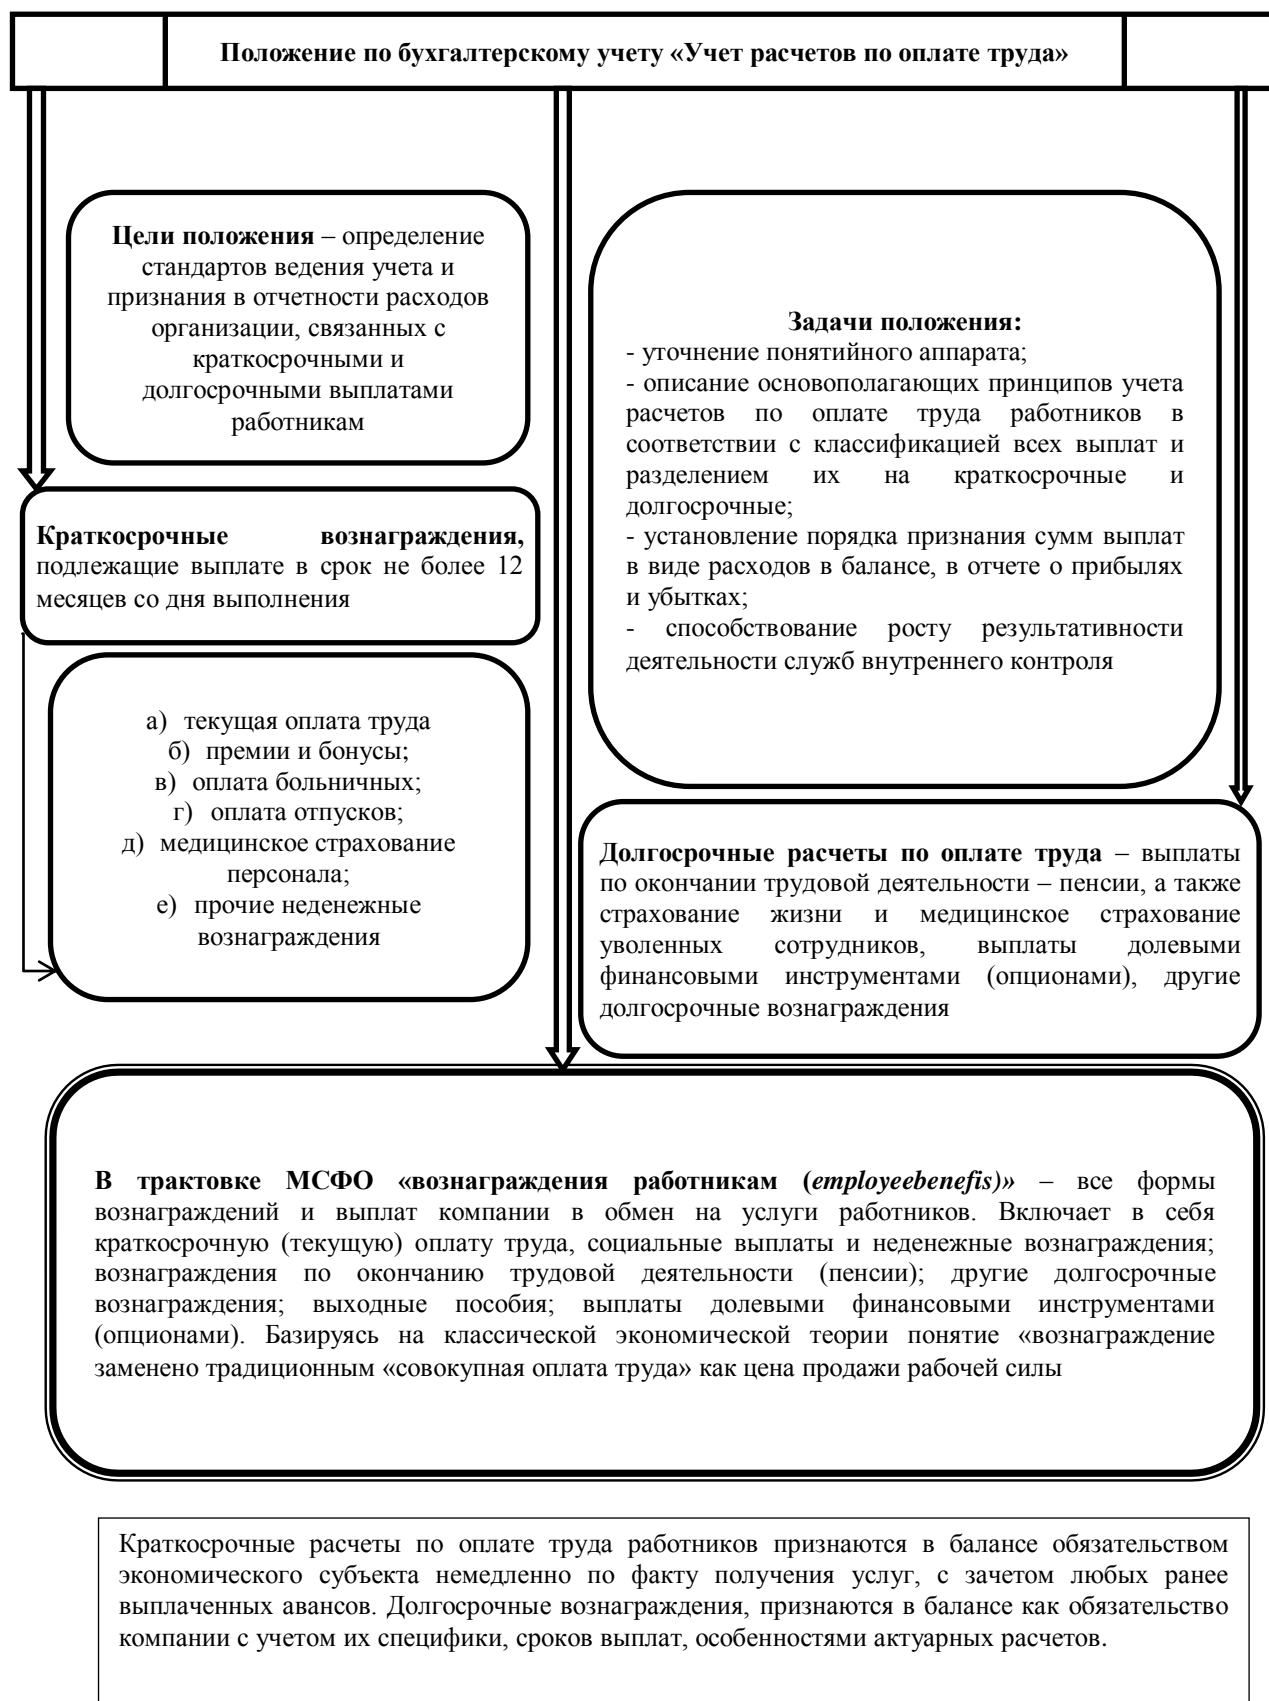 Положение по бухгалтерскому учету «Учет расчетов по оплате труда»
Цели положения – определение
стандартов ведения учета и
признания в отчетности расходов
организации, связанных с
краткосрочными и
долгосрочными выплатами
работникам
Задачи положения:
- уточнение понятийного аппарата;
- описание основополагающих принципов учета
расчетов по оплате труда работников в
соответствии с классификацией всех выплат и
разделением их на краткосрочные и
долгосрочные;
- установление порядка признания сумм выплат
в виде расходов в балансе, в отчете о прибылях
и убытках;
- способствование росту результативности
деятельности служб внутреннего контроля
Краткосрочные вознаграждения,
подлежащие выплате в срок не более 12
месяцев со дня выполнения
а) текущая оплата труда
б) премии и бонусы;
в) оплата больничных;
г) оплата отпусков;
д) медицинское страхование
персонала;
е) прочие неденежные
вознаграждения
Долгосрочные расчеты по оплате труда – выплаты
по окончании трудовой деятельности – пенсии, а также
страхование жизни и медицинское страхование
уволенных сотрудников, выплаты долевыми
финансовыми инструментами (опционами), другие
долгосрочные вознаграждения
В трактовке МСФО «вознаграждения работникам (employeebenefis)» – все формы
вознаграждений и выплат компании в обмен на услуги работников. Включает в себя
краткосрочную (текущую) оплату труда, социальные выплаты и неденежные вознаграждения;
вознаграждения по окончанию трудовой деятельности (пенсии); другие долгосрочные
вознаграждения; выходные пособия; выплаты долевыми финансовыми инструментами
(опционами). Базируясь на классической экономической теории понятие «вознаграждение
заменено традиционным «совокупная оплата труда» как цена продажи рабочей силы
Краткосрочные расчеты по оплате труда работников признаются в балансе обязательством
экономического субъекта немедленно по факту получения услуг, с зачетом любых ранее
выплаченных авансов. Долгосрочные вознаграждения, признаются в балансе как обязательство
компании с учетом их специфики, сроков выплат, особенностями актуарных расчетов.